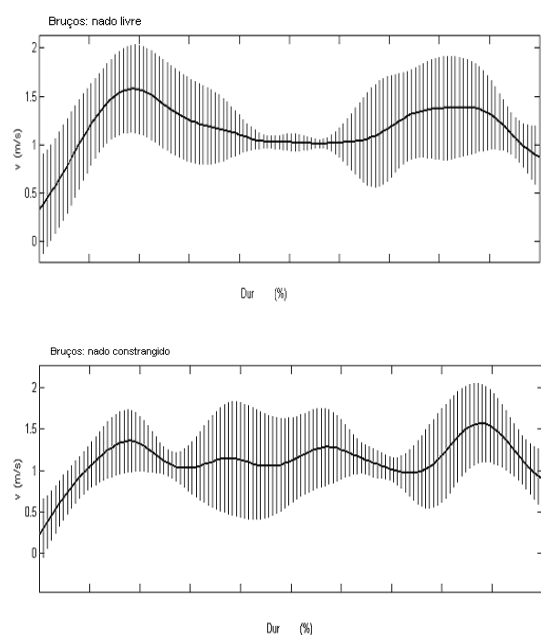 Bruços: nado livre
2
1.5
1
0.5
0
v (m/s)
Dur (%)
Bruços: nado constrangido
2
1.5
1
0.5
0
v (m/s)
Dur (%)